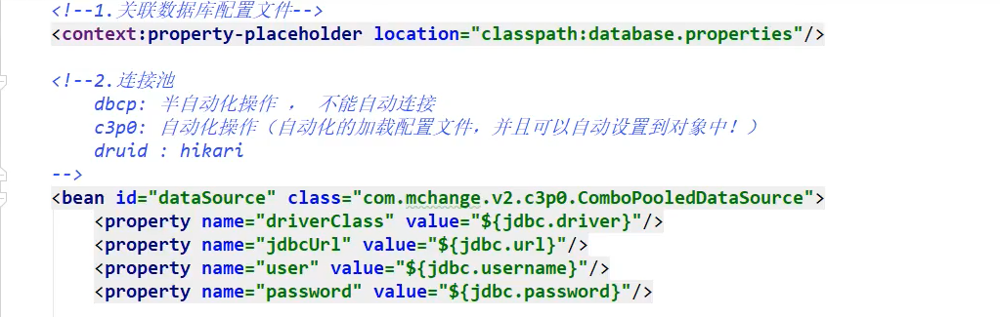 <!--1.关联数据库配置文件-->
<context:property-placeholder location="classpath:database.properties"/>
<!--2.连接池
dbcp: 半自动化操作 ， 不能自动连接
c3p0: 自动化操作（自动化的加载配置文件，并且可以自动设置到对象中！）
druid : hikari
-->
<bean id="dataSource" class="com.mchange.v2.c3p0.ComboPooledDataSource">
<property name="driverClass" value="${jdbc.driver}"/>
<property name="jdbcUrl" value="${jdbc.url}"/>
<property name="user" value="${jdbc.username}"/>
<property name="password" value="${jdbc.password}"/>